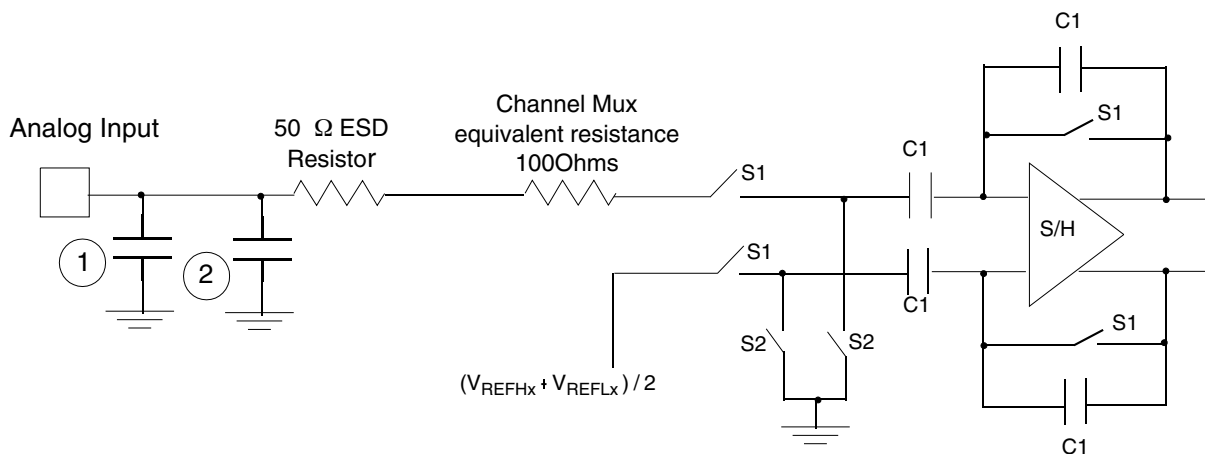 Analog Input
50 Ω ESD
Resistor
Channel Mux
equivalent resistance
100Ohms
S1
S1
C1
C1
C1
S1
S/H
1
2
S2
S2
S1
(VREFHx + VREFLx) / 2
C1